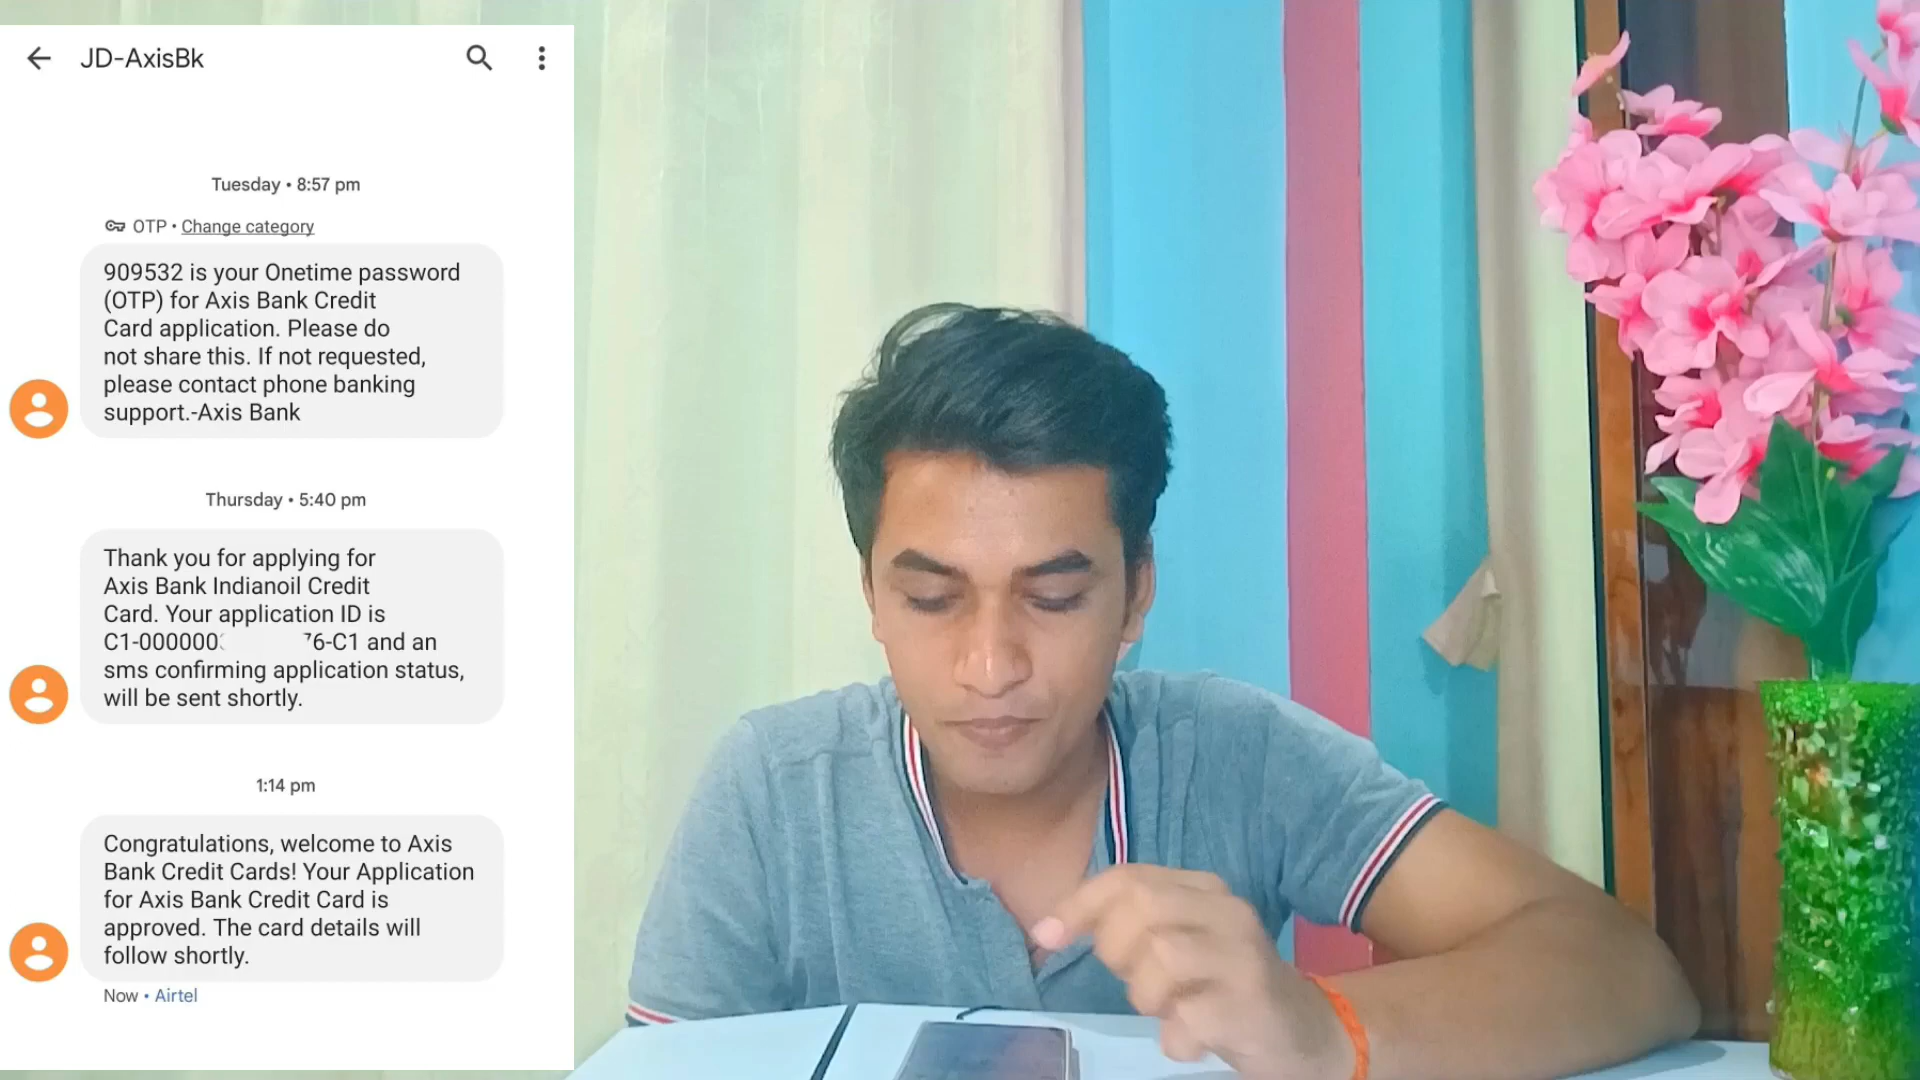 JD-AxisBk
Tuesday • 8:57 pm
OTP • Change category
909532 is your Onetime password
(OTP) for Axis Bank Credit
Card application. Please do
not share this. If not requested,
please contact phone banking
support.-Axis Bank
Thursday • 5:40 pm
Thank you for applying for
Axis Bank Indianoil Credit
Card. Your application ID is
C1-000000 6-C1 and an
sms confirming application status,
will be sent shortly.
1:14 pm
Congratulations, welcome to Axis
Bank Credit Cards! Your Application
for Axis Bank Credit Card is
approved. The card details will
follow shortly.
Now • Airtel